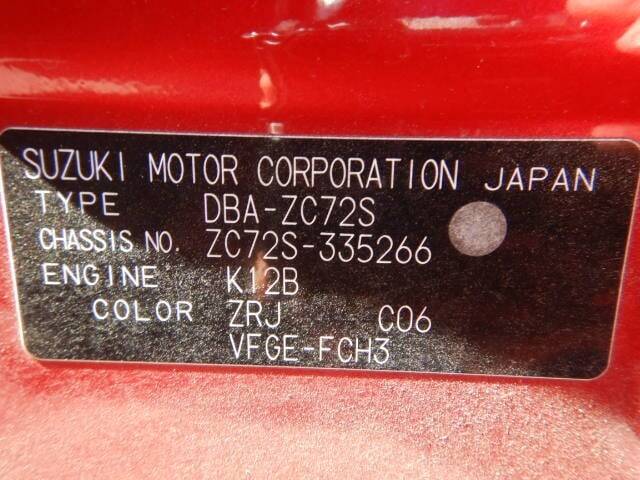 SUZUKI MOTOR CORPORATION JAPAN
TYPE DBA-ZC72S
CHASSIS NO. ZC72S-335266
ENGINE K12B
COLOR ZRJ C06
VFGE-FCH3